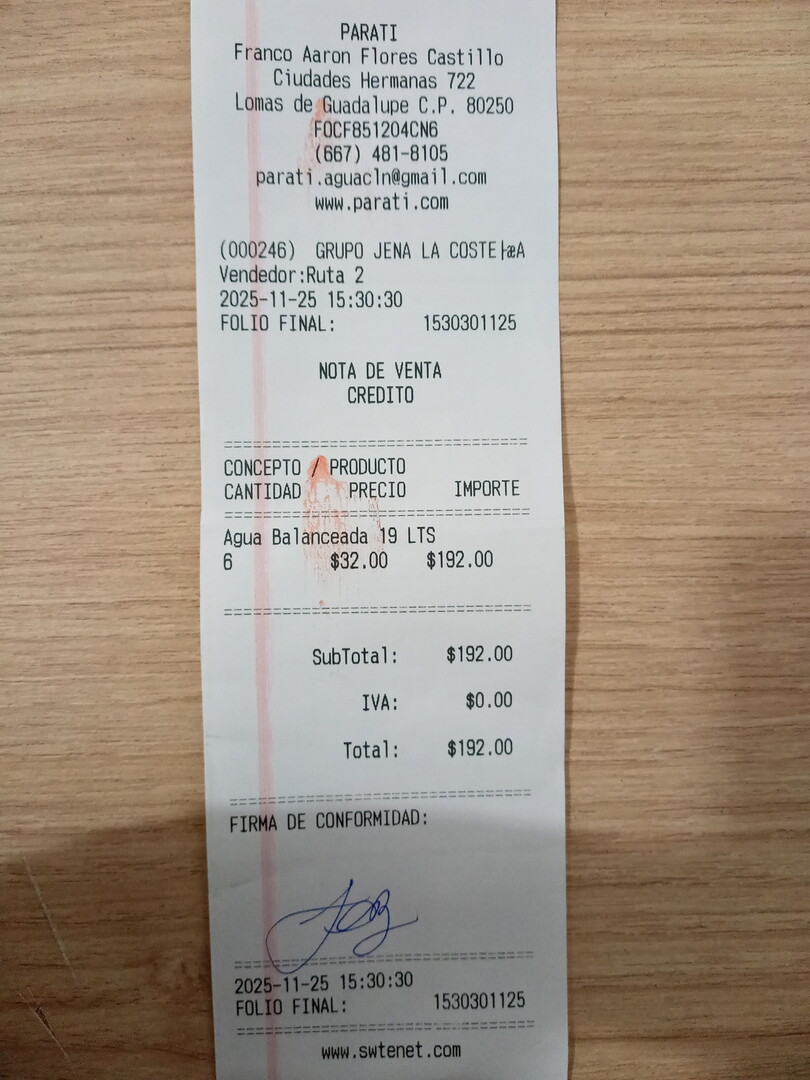 PARATI
Franco Aaron Flores Castillo
Ciudades Hermanas 722
Lomas de Guadalupe C.P. 80250
FOCF851204CN6
(667) 481-8105
parati.aguacln@gmail.com
www.parati.com
(000246) GRUPO JENA LA COSTE├æA
Vendedor:Ruta 2
2025-11-25 15:30:30
FOLIO FINAL: 1530301125
NOTA DE VENTA
CREDITO
CONCEPTO / PRODUCTO
CANTIDAD PRECIO IMPORTE
Agua Balanceada 19 LTS
6 $32.00 $192.00
SubTotal: $192.00
IVA: $0.00
Total: $192.00
FIRMA DE CONFORMIDAD:
2025-11-25 15:30:30
FOLIO FINAL: 1530301125
www.swtenet.com